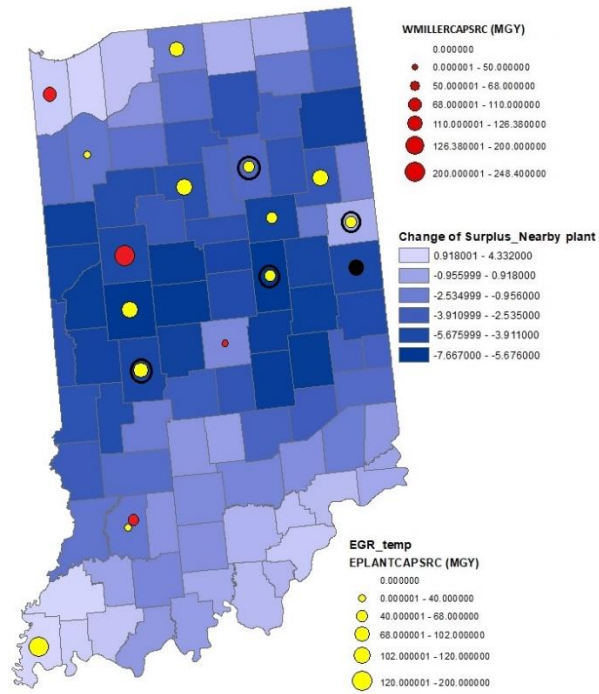 WMILLERCAPSRC (MGY)
0.000000
0.000001 - 50.000000
50.000001 - 68.000000
68.000001 - 110.000000
110.000001 - 126.380000
126.380001 - 200.000000
200.000001 - 248.400000
Change of Surplus_Nearby plant
0.918001 - 4.332000
-0.955999 - 0.918000
-2.534999 - -0.956000
-3.910999 - -2.535000
-5.675999 - -3.911000
-7.667000 - -5.676000
EGR_temp
EPLANTCAPSRC (MGY)
0.000000
0.000001 - 40.000000
40.000001 - 68.000000
68.000001 - 102.000000
102.000001 - 120.000000
120.000001 - 200.000000